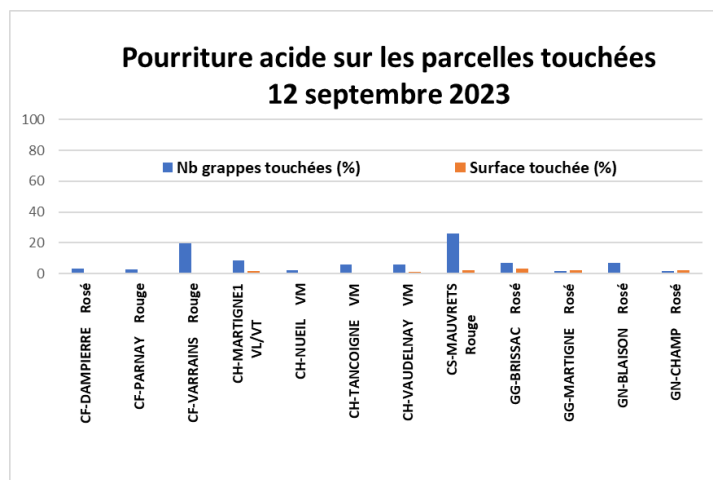 Pourriture acide sur les parcelles touchées
12 septembre 2023
100
80
60
40
20
0
Nb grappes touchées (%)
Surface touchée (%)
CF-DAMPIERRE Rosé
CF-PARNAY Rouge
CF-VARRAINS Rouge
CH-MARTIGNE1
VL/VT
CH-NUEIL VM
CH-TANCOIGNE VM
CH-VAUDELNAY VM
CS-MAUVRETS
Rouge
GG-BRISSAC Rosé
GG-MARTIGNE Rosé
GN-BLAISON Rosé
GN-CHAMP Rosé